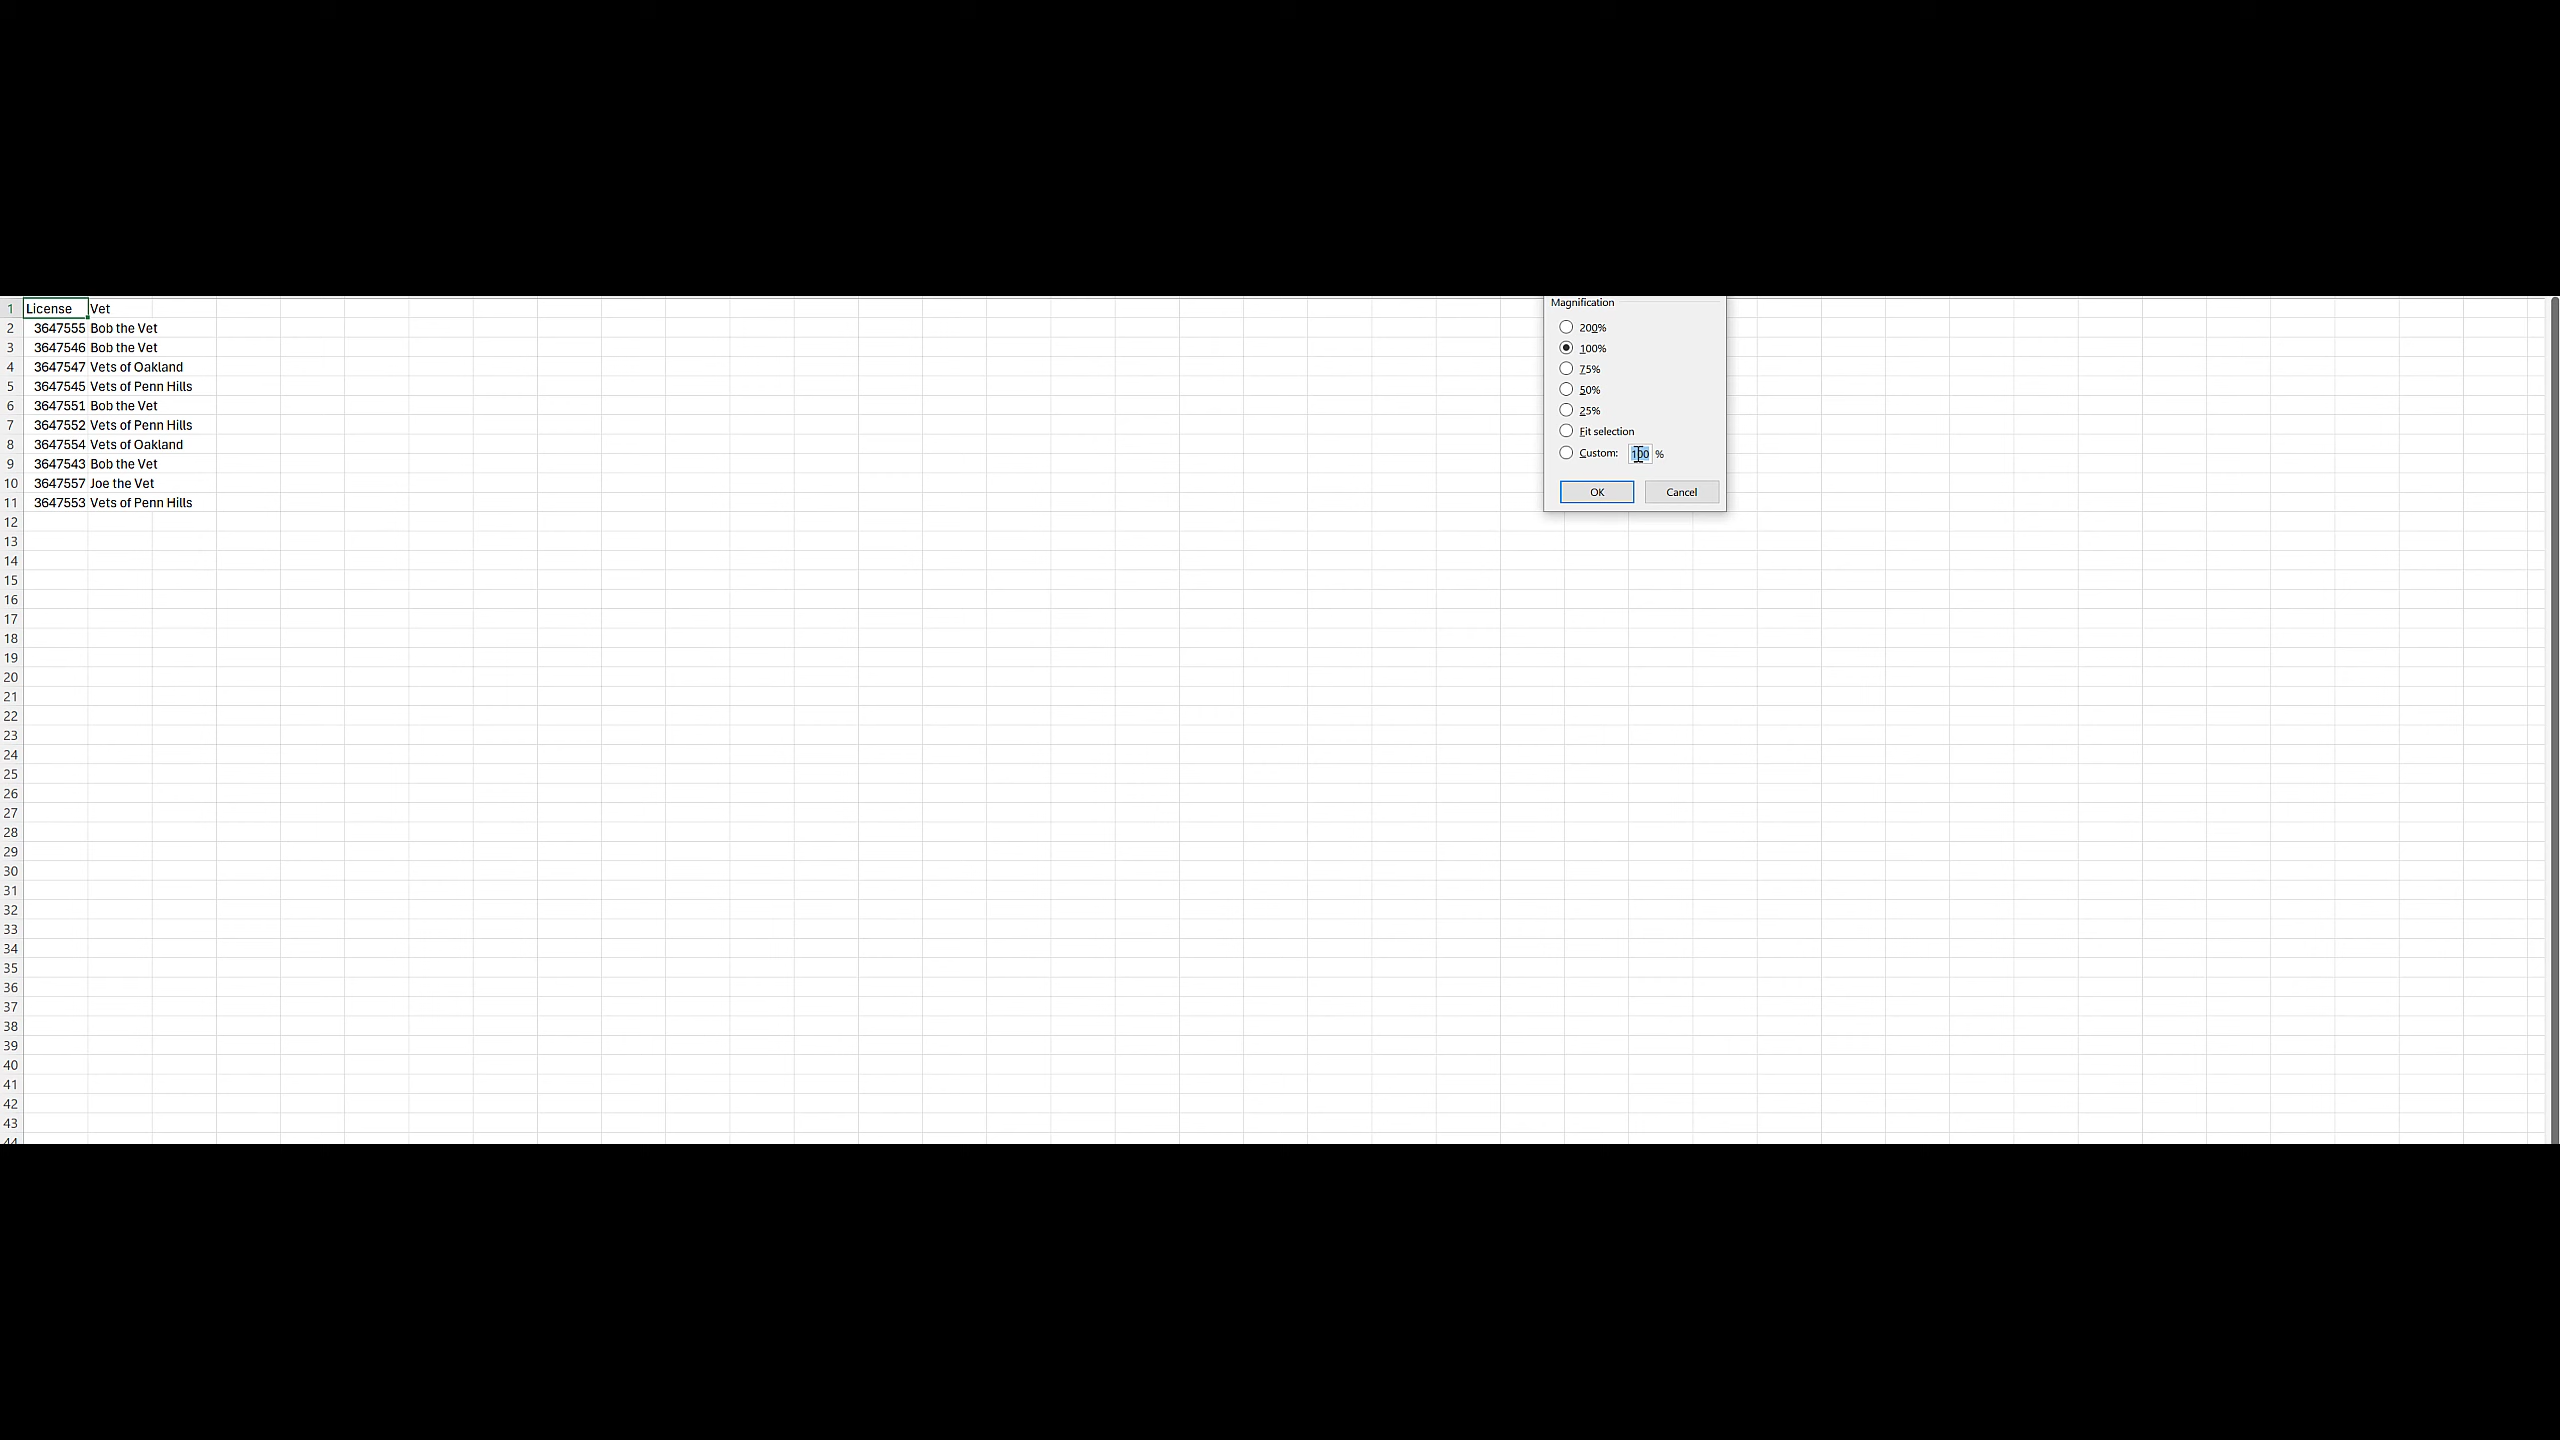 1 License Vet
2 3647555 Bob the Vet
3 3647546 Bob the Vet
4 3647547 Vets of Oakland
5 3647545 Vets of Penn Hills
6 3647551 Bob the Vet
7 3647552 Vets of Penn Hills
8 3647554 Vets of Oakland
9 3647543 Bob the Vet
10 3647557 Joe the Vet
11 3647553 Vets of Penn Hills
12
13
14
15
16
17
18
19
20
21
22
23
24
25
26
27
28
29
30
31
32
33
34
35
36
37
38
39
40
41
42
43
44
Magnification
200%
100%
75%
50%
25%
Fit selection
Custom: 100 %
OK Cancel